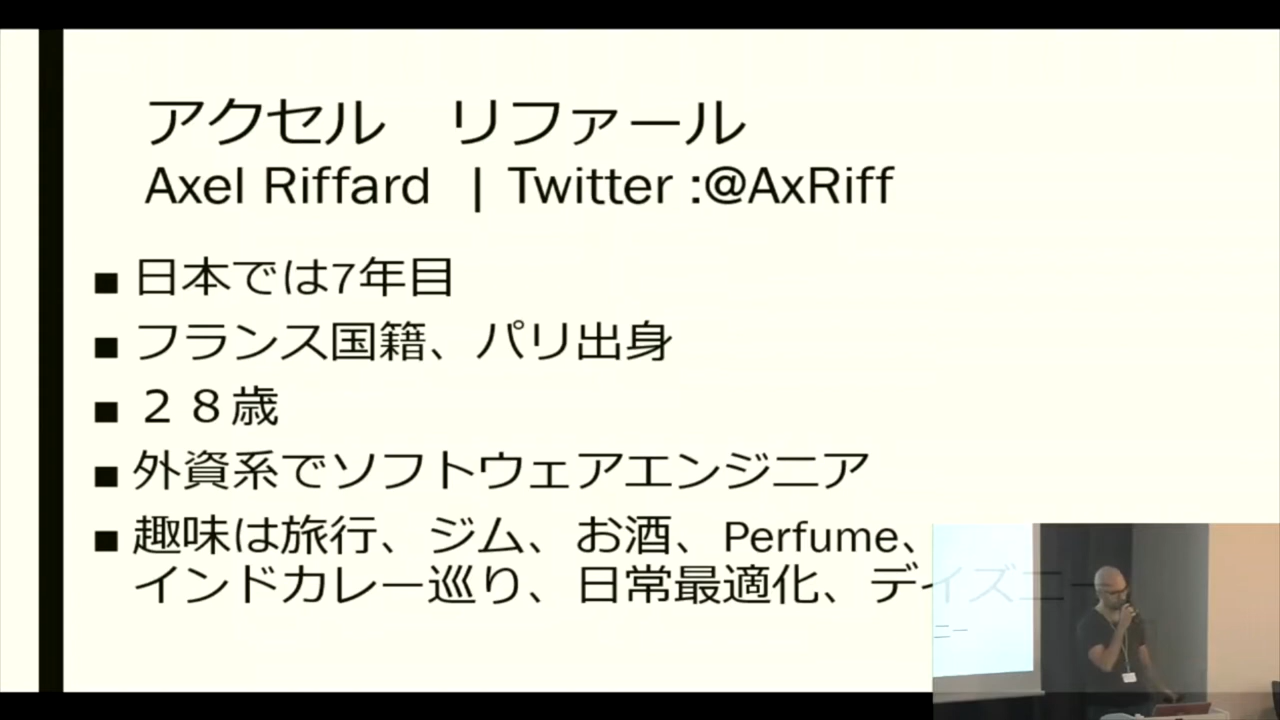 アクセル　リファール
Axel Riffard | Twitter :@AxRiff
■ 日本では7年目
■ フランス国籍、パリ出身
■ ２８歳
■ 外資系でソフトウェアエンジニア
■ 趣味は旅行、ジム、お酒、Perfume、
インドカレー巡り、日常最適化、デイズニー
ニー